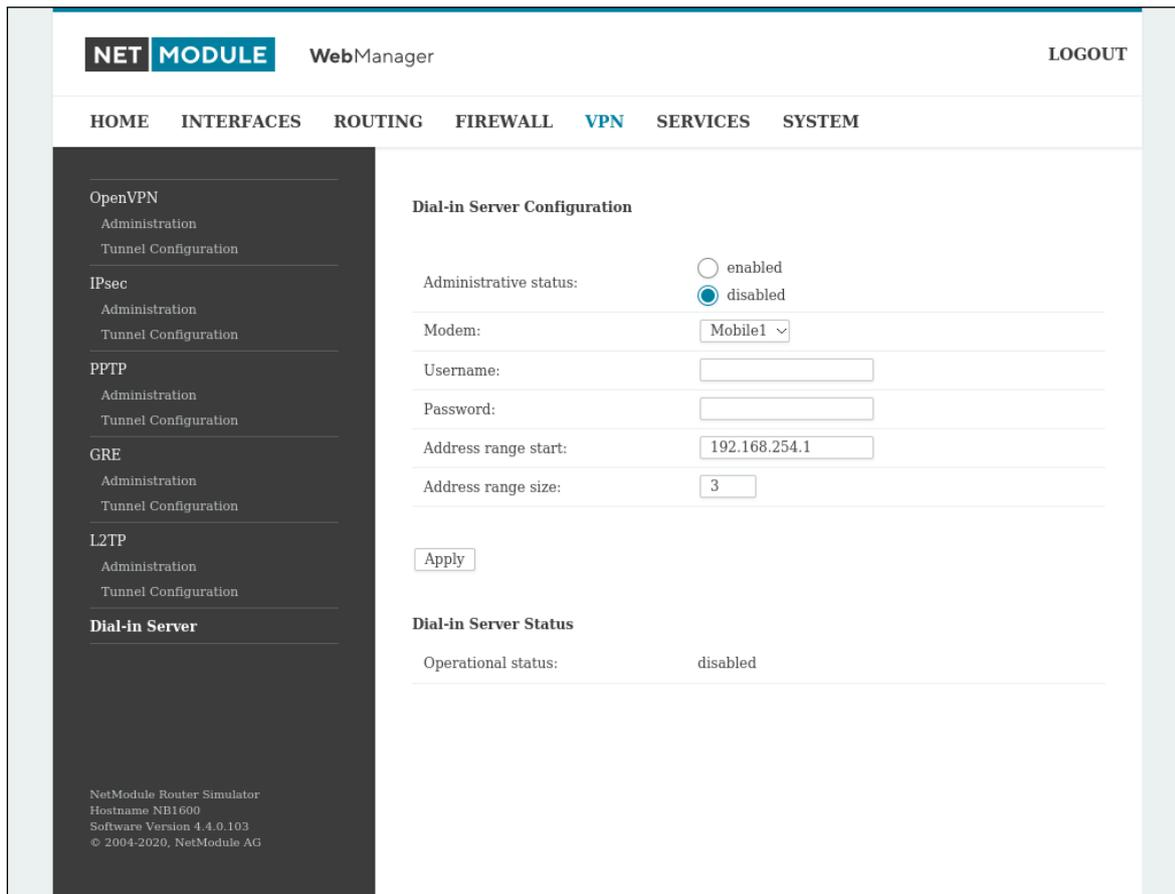 NET MODULE WebManager LOGOUT
HOME INTERFACES ROUTING FIREWALL VPN SERVICES SYSTEM
OpenVPN
Administration
Tunnel Configuration
IPsec
Administration
Tunnel Configuration
PPTP
Administration
Tunnel Configuration
GRE
Administration
Tunnel Configuration
L2TP
Administration
Tunnel Configuration
Dial-in Server
NetModule Router Simulator
Hostname NB1600
Software Version 4.4.0.103
© 2004-2020, NetModule AG
Dial-in Server Configuration
Administrative status: enabled
disabled
Modem: Mobile1
Username:
Password:
Address range start: 192.168.254.1
Address range size: 3
Apply
Dial-in Server Status
Operational status: disabled